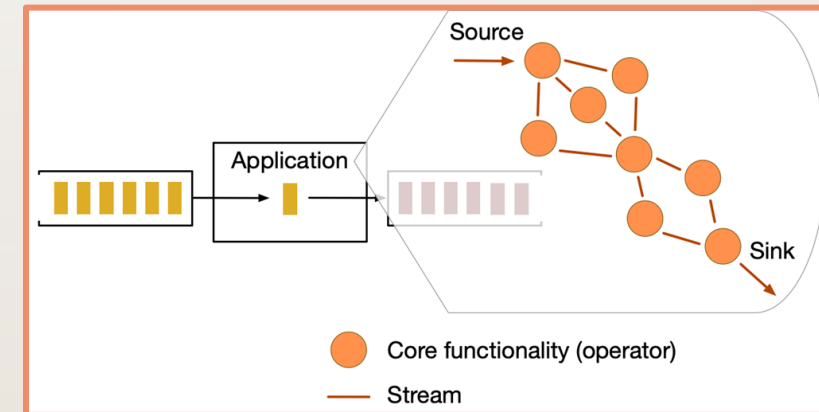 Source
Application
Sink
Core functionality (operator)
Stream